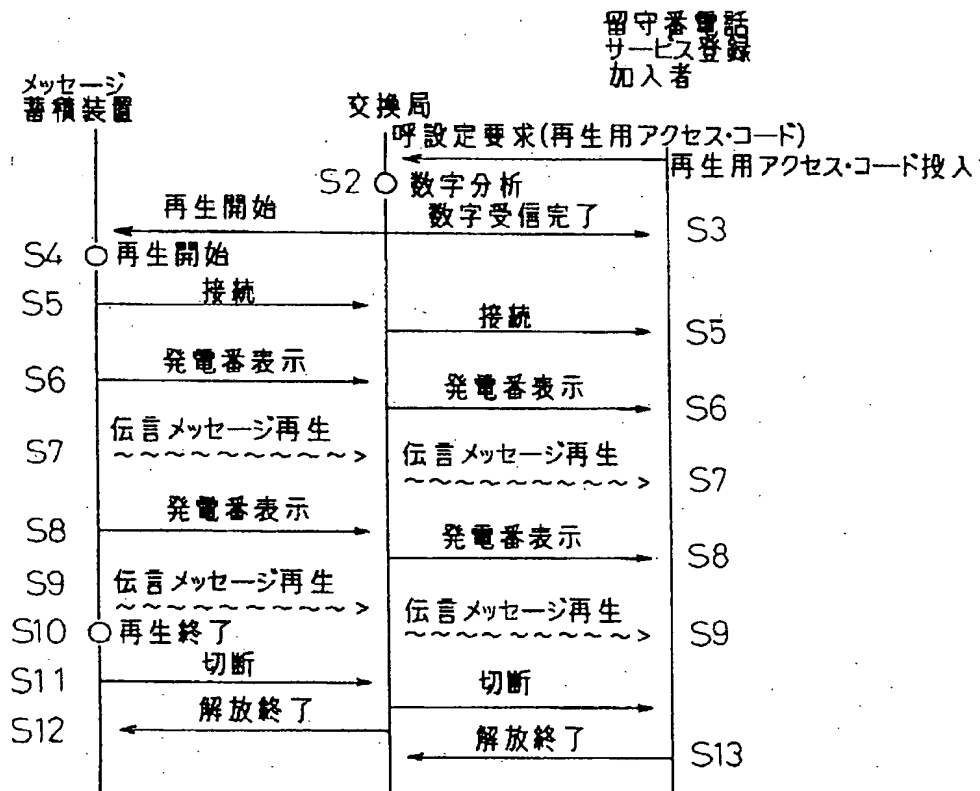 留守番電話
サービス登録
加入者
メッセージ
蓄積装置
交換局
呼設定要求(再生用アクセス・コード)
再生用アクセス・コード投入
S2 数字分析
再生開始
数字受信完了
S3
S4 再生開始
S5
接続
接続
S5
S6
発電番表示
発電番表示
S6
S7
伝言メッセージ再生
伝言メッセージ再生
S7
S8
発電番表示
発電番表示
S8
S9
伝言メッセージ再生
伝言メッセージ再生
S9
S10 再生終了
S11
切断
切断
S12
解放終了
解放終了
S13